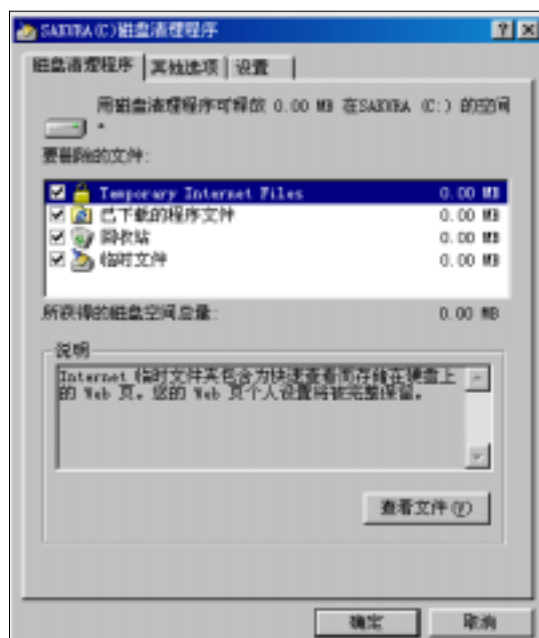 SAKURA(C)磁盘清理程序
磁盘清理程序 其他选项 设置
用磁盘清理程序可释放 0.00 MB 在SAKURA (C:) 的空间
。
要删除的文件:
Temporary Internet Files 0.00 MB
已下载的程序文件 0.00 MB
回收站 0.00 MB
临时文件 0.00 MB
所获得的磁盘空间总量: 0.00 MB
说明
Internet 临时文件夹包含为快速查看而存储在硬盘上
的 Web 页。您的 Web 页个人设置将被完整保留。
查看文件(V)
确定 取消